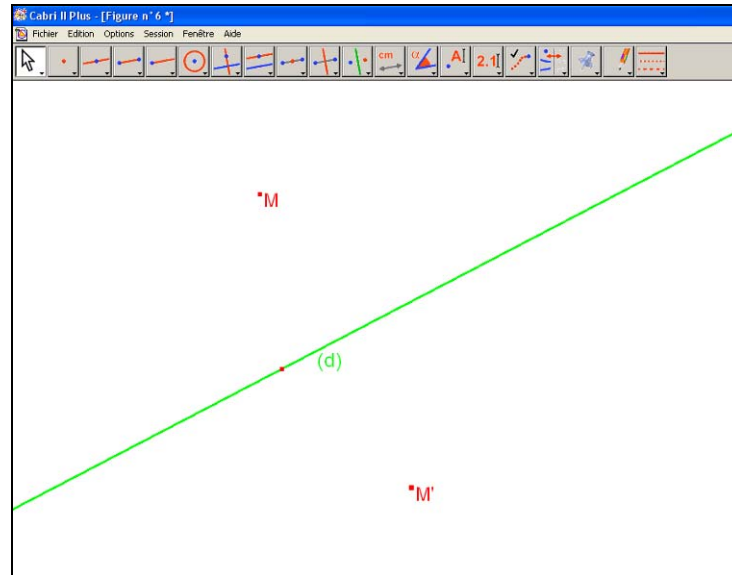 Cabri II Plus - [Figure n° 6 *]
Fichier Edition Options Session Fenêtre Aide
cm α A 2.1
M
(d)
M'